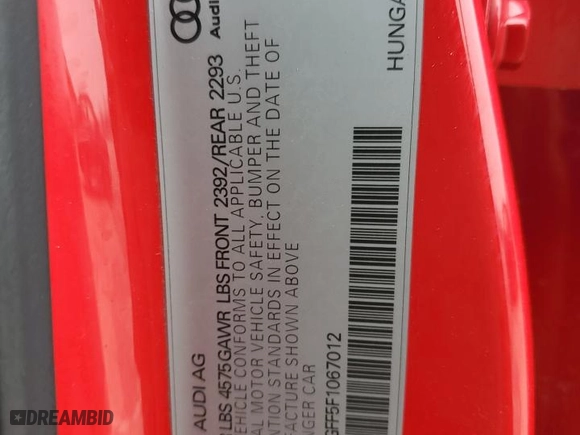 Audi
HUNGA
AUDI AG
LBS 4575GAWR LBS FRONT 2392/REAR 2293
EHICLE CONFORMS TO ALL APPLICABLE U.S.
AL MOTOR VEHICLE SAFETY, BUMPER AND THEFT
NTION STANDARDS IN EFFECT ON THE DATE OF
FACTURE SHOWN ABOVE
NGER CAR
GFF5F1067012
DREAMBID